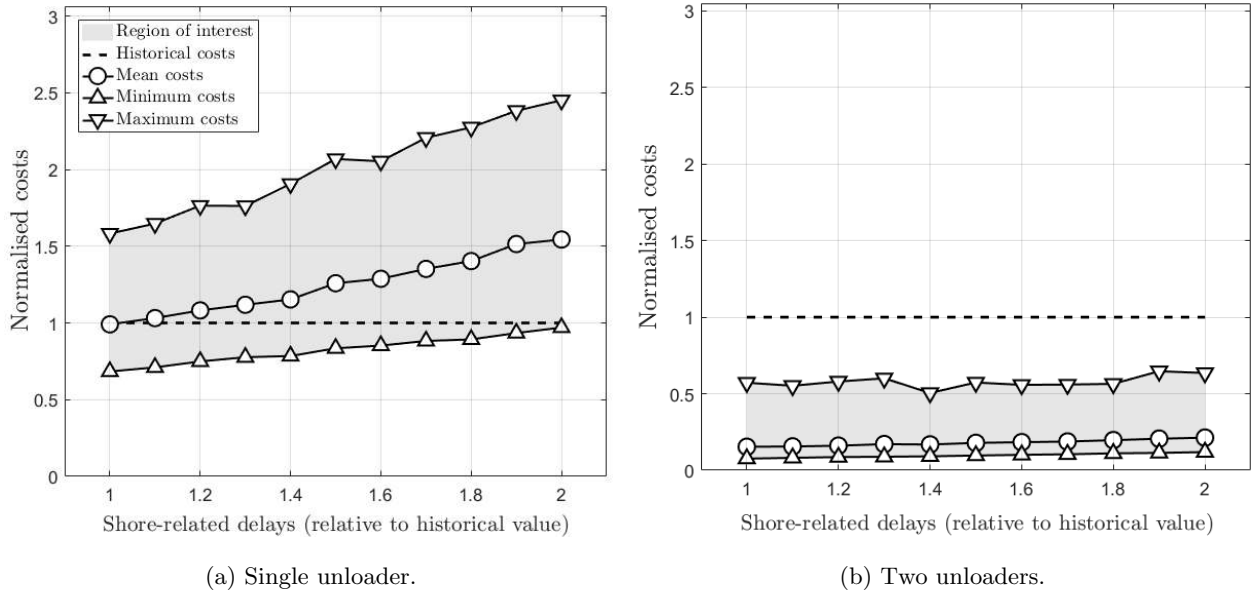 3
2.5
2
1.5
1
0.5
0
Normalised costs
Region of interest
Historical costs
Mean costs
Minimum costs
Maximum costs
1 1.2 1.4 1.6 1.8 2
Shore-related delays (relative to historical value)
(a) Single unloader.
3
2.5
2
1.5
1
0.5
0
Normalised costs
1 1.2 1.4 1.6 1.8 2
Shore-related delays (relative to historical value)
(b) Two unloaders.